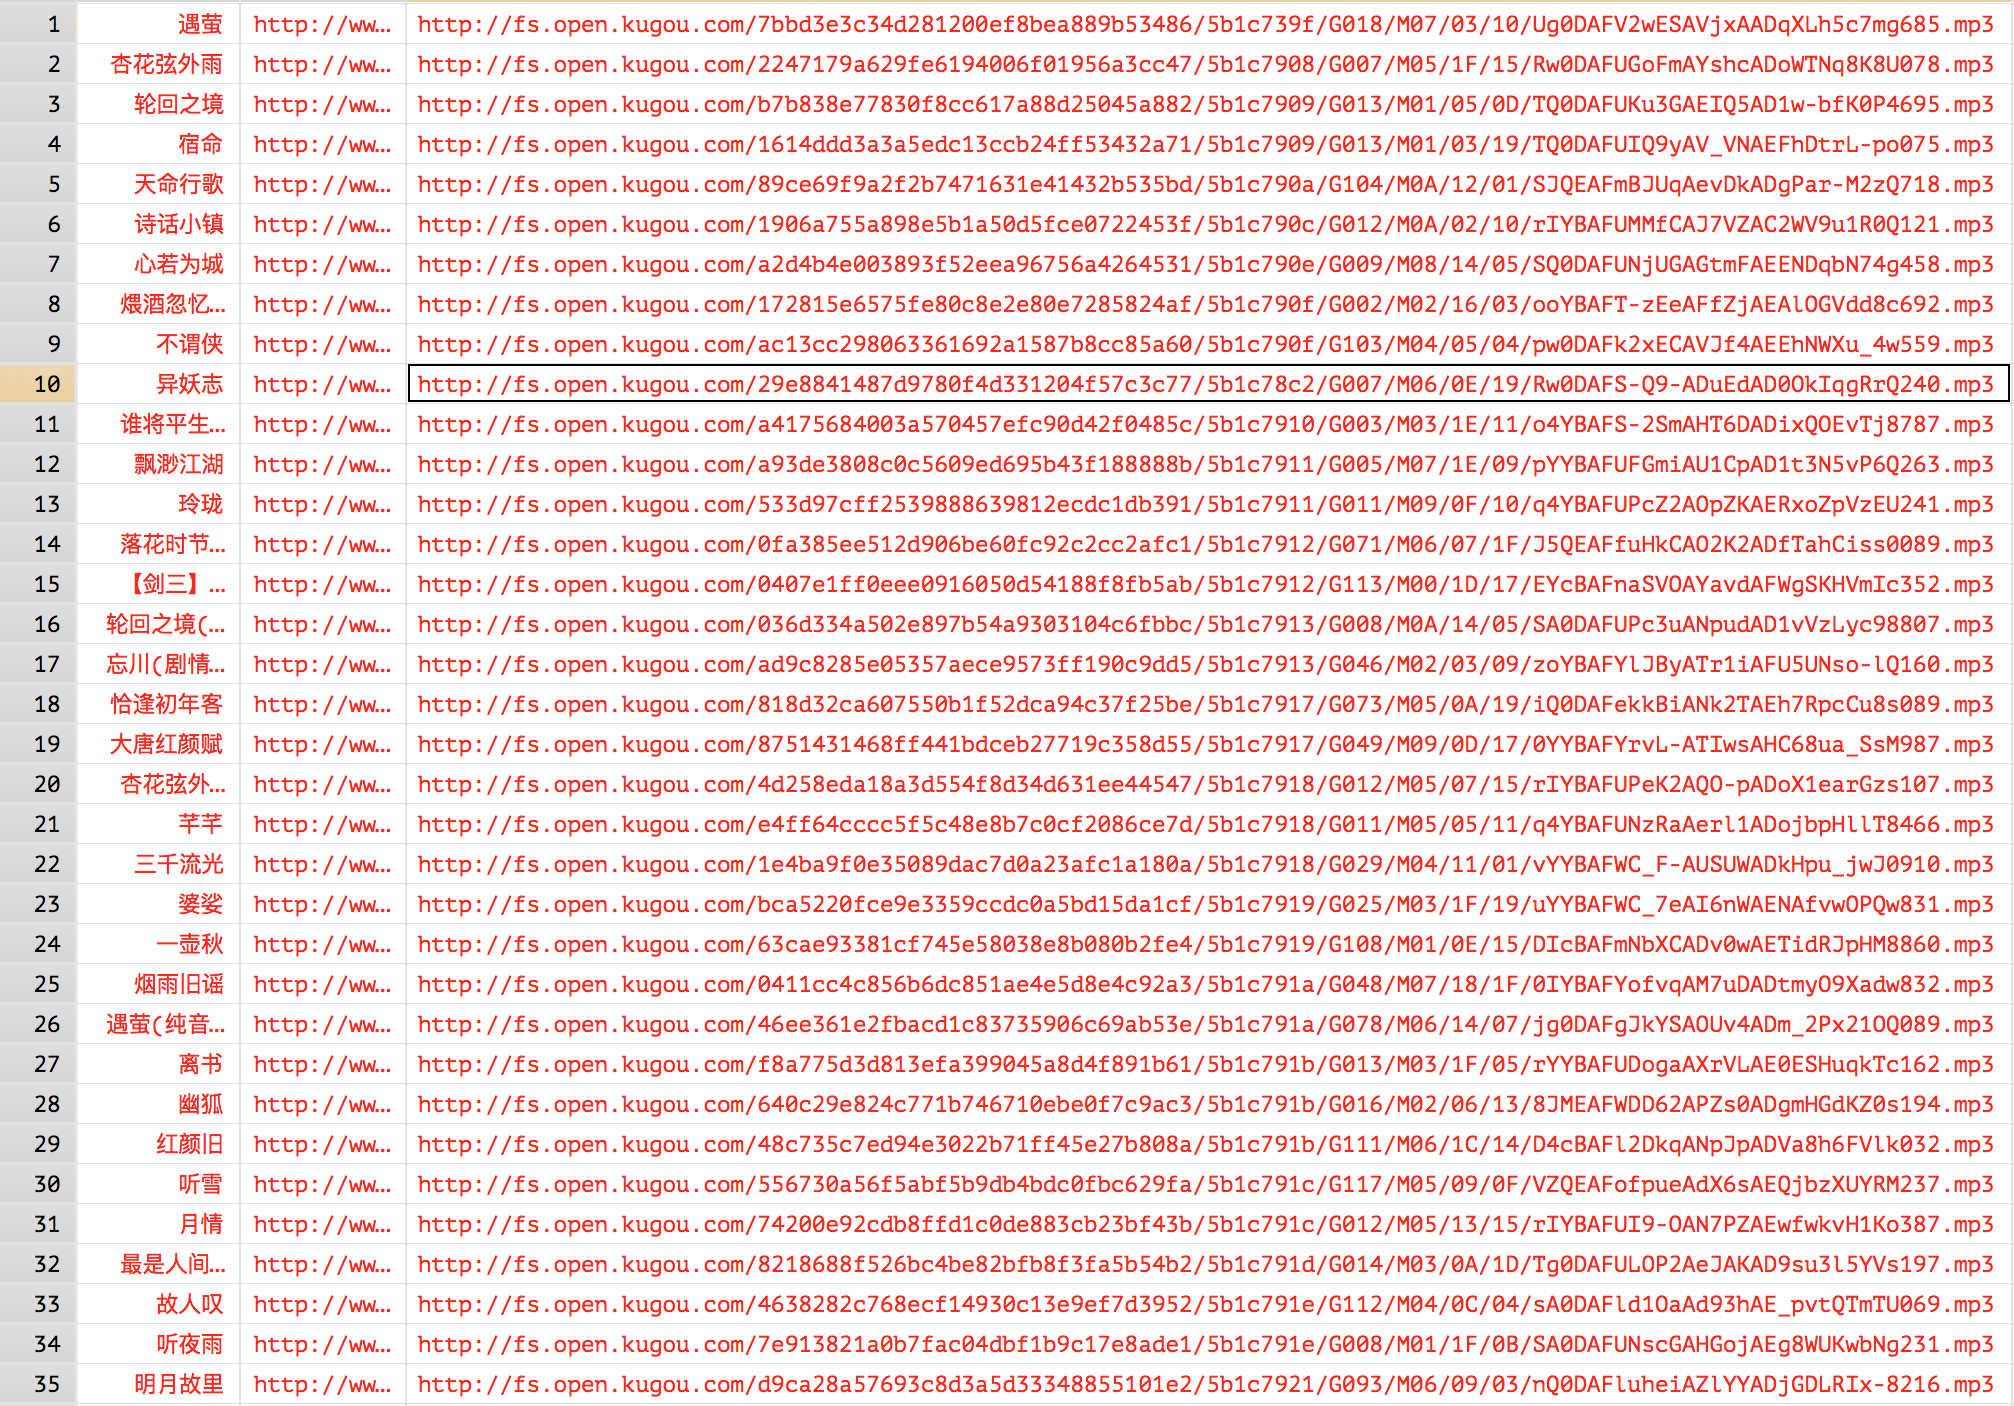 1 遇萤 http://ww… http://fs.open.kugou.com/7bbd3e3c34d281200ef8bea889b53486/5b1c739f/G018/M07/03/10/Ug0DAFV2wESAVjxAADqXLh5c7mg685.mp3
2 杏花弦外雨 http://ww… http://fs.open.kugou.com/2247179a629fe6194006f01956a3cc47/5b1c7908/G007/M05/1F/15/Rw0DAFUGoFmAYshcADoWTNq8K8U078.mp3
3 轮回之境 http://ww… http://fs.open.kugou.com/b7b838e77830f8cc617a88d25045a882/5b1c7909/G013/M01/05/0D/TQ0DAFUKu3GAEIQ5AD1w-bfK0P4695.mp3
4 宿命 http://ww… http://fs.open.kugou.com/1614ddd3a3a5edc13ccb24ff53432a71/5b1c7909/G013/M01/03/19/TQ0DAFUIQ9yAV_VNAEFhDtrL-po075.mp3
5 天命行歌 http://ww… http://fs.open.kugou.com/89ce69f9a2f2b7471631e41432b535bd/5b1c790a/G104/M0A/12/01/SJQEAFmBJUqAevDkADgPar-M2zQ718.mp3
6 诗话小镇 http://ww… http://fs.open.kugou.com/1906a755a898e5b1a50d5fce0722453f/5b1c790c/G012/M0A/02/10/rIYBAFUMMfCAJ7VZAC2WV9u1R0Q121.mp3
7 心若为城 http://ww… http://fs.open.kugou.com/a2d4b4e003893f52eea96756a4264531/5b1c790e/G009/M08/14/05/SQ0DAFUNjUGAGtmFAEENDqbN74g458.mp3
8 煨酒忽忆… http://ww… http://fs.open.kugou.com/172815e6575fe80c8e2e80e7285824af/5b1c790f/G002/M02/16/03/ooYBAFT-zEeAFfZjAEAlOGVdd8c692.mp3
9 不谓侠 http://ww… http://fs.open.kugou.com/ac13cc298063361692a1587b8cc85a60/5b1c790f/G103/M04/05/04/pw0DAFk2xECAVJf4AEEhNWXu_4w559.mp3
10 异妖志 http://ww… http://fs.open.kugou.com/29e8841487d9780f4d331204f57c3c77/5b1c78c2/G007/M06/0E/19/Rw0DAFS-Q9-ADuEdAD0OkIqgRrQ240.mp3
11 谁将平生… http://ww… http://fs.open.kugou.com/a4175684003a570457efc90d42f0485c/5b1c7910/G003/M03/1E/11/o4YBAFS-2SmAHT6DADixQOEvTj8787.mp3
12 飘渺江湖 http://ww… http://fs.open.kugou.com/a93de3808c0c5609ed695b43f188888b/5b1c7911/G005/M07/1E/09/pYYBAFUFGmiAU1CpAD1t3N5vP6Q263.mp3
13 玲珑 http://ww… http://fs.open.kugou.com/533d97cff2539888639812ecdc1db391/5b1c7911/G011/M09/0F/10/q4YBAFUPcZ2AOpZKAERxoZpVzEU241.mp3
14 落花时节… http://ww… http://fs.open.kugou.com/0fa385ee512d906be60fc92c2cc2afc1/5b1c7912/G071/M06/07/1F/J5QEAFfuHkCAO2K2ADfTahCiss0089.mp3
15 【剑三】… http://ww… http://fs.open.kugou.com/0407e1ff0eee0916050d54188f8fb5ab/5b1c7912/G113/M00/1D/17/EYcBAFnaSVOAYavdAFWgSKHVmIc352.mp3
16 轮回之境(… http://ww… http://fs.open.kugou.com/036d334a502e897b54a9303104c6fbbc/5b1c7913/G008/M0A/14/05/SA0DAFUPc3uANpudAD1vVzLyc98807.mp3
17 忘川(剧情… http://ww… http://fs.open.kugou.com/ad9c8285e05357aece9573ff190c9dd5/5b1c7913/G046/M02/03/09/zoYBAFYlJByATr1iAFU5UNso-lQ160.mp3
18 恰逢初年客 http://ww… http://fs.open.kugou.com/818d32ca607550b1f52dca94c37f25be/5b1c7917/G073/M05/0A/19/iQ0DAFekkBiANk2TAEh7RpcCu8s089.mp3
19 大唐红颜赋 http://ww… http://fs.open.kugou.com/8751431468ff441bdceb27719c358d55/5b1c7917/G049/M09/0D/17/0YYBAFYrvL-ATIwsAHC68ua_SsM987.mp3
20 杏花弦外… http://ww… http://fs.open.kugou.com/4d258eda18a3d554f8d34d631ee44547/5b1c7918/G012/M05/07/15/rIYBAFUPeK2AQO-pADoX1earGzs107.mp3
21 芊芊 http://ww… http://fs.open.kugou.com/e4ff64cccc5f5c48e8b7c0cf2086ce7d/5b1c7918/G011/M05/05/11/q4YBAFUNzRaAerl1ADojbpHllT8466.mp3
22 三千流光 http://ww… http://fs.open.kugou.com/1e4ba9f0e35089dac7d0a23afc1a180a/5b1c7918/G029/M04/11/01/vYYBAFWC_F-AUSUWADkHpu_jwJ0910.mp3
23 婆娑 http://ww… http://fs.open.kugou.com/bca5220fce9e3359ccdc0a5bd15da1cf/5b1c7919/G025/M03/1F/19/uYYBAFWC_7eAI6nWAENAfvwOPQw831.mp3
24 一壶秋 http://ww… http://fs.open.kugou.com/63cae93381cf745e58038e8b080b2fe4/5b1c7919/G108/M01/0E/15/DIcBAFmNbXCADv0wAETidRJpHM8860.mp3
25 烟雨旧谣 http://ww… http://fs.open.kugou.com/0411cc4c856b6dc851ae4e5d8e4c92a3/5b1c791a/G048/M07/18/1F/0IYBAFYofvqAM7uDADtmyO9Xadw832.mp3
26 遇萤(纯音… http://ww… http://fs.open.kugou.com/46ee361e2fbacd1c83735906c69ab53e/5b1c791a/G078/M06/14/07/jg0DAFgJkYSAOUv4ADm_2Px21OQ089.mp3
27 离书 http://ww… http://fs.open.kugou.com/f8a775d3d813efa399045a8d4f891b61/5b1c791b/G013/M03/1F/05/rYYBAFUDogaAXrVLAE0ESHuqkTc162.mp3
28 幽狐 http://ww… http://fs.open.kugou.com/640c29e824c771b746710ebe0f7c9ac3/5b1c791b/G016/M02/06/13/8JMEAFWDD62APZs0ADgmHGdKZ0s194.mp3
29 红颜旧 http://ww… http://fs.open.kugou.com/48c735c7ed94e3022b71ff45e27b808a/5b1c791b/G111/M06/1C/14/D4cBAFl2DkqANpJpADVa8h6FVlk032.mp3
30 听雪 http://ww… http://fs.open.kugou.com/556730a56f5abf5b9db4bdc0fbc629fa/5b1c791c/G117/M05/09/0F/VZQEAFofpueAdX6sAEQjbzXUYRM237.mp3
31 月情 http://ww… http://fs.open.kugou.com/74200e92cdb8ffd1c0de883cb23bf43b/5b1c791c/G012/M05/13/15/rIYBAFUI9-OAN7PZAEwfwkvH1Ko387.mp3
32 最是人间… http://ww… http://fs.open.kugou.com/8218688f526bc4be82bfb8f3fa5b54b2/5b1c791d/G014/M03/0A/1D/Tg0DAFULOP2AeJAKAD9su3l5YVs197.mp3
33 故人叹 http://ww… http://fs.open.kugou.com/4638282c768ecf14930c13e9ef7d3952/5b1c791e/G112/M04/0C/04/sA0DAFld1OaAd93hAE_pvtQTmTU069.mp3
34 听夜雨 http://ww… http://fs.open.kugou.com/7e913821a0b7fac04dbf1b9c17e8ade1/5b1c791e/G008/M01/1F/0B/SA0DAFUNscGAHGojAEg8WUKwbNg231.mp3
35 明月故里 http://ww… http://fs.open.kugou.com/d9ca28a57693c8d3a5d33348855101e2/5b1c7921/G093/M06/09/03/nQ0DAFluheiAZlYYADjGDLRIx-8216.mp3